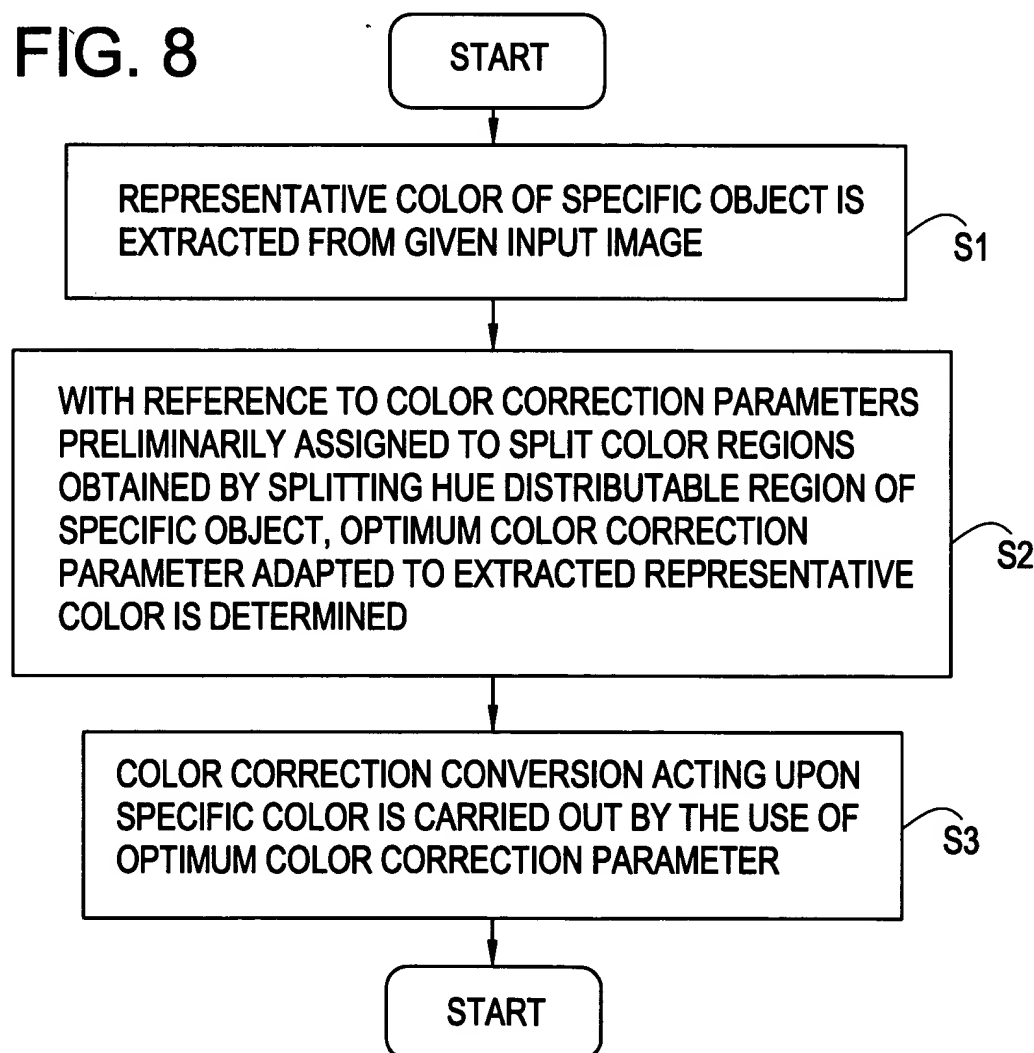 FIG. 8
START
REPRESENTATIVE COLOR OF SPECIFIC OBJECT IS
EXTRACTED FROM GIVEN INPUT IMAGE
S1
WITH REFERENCE TO COLOR CORRECTION PARAMETERS
PRELIMINARILY ASSIGNED TO SPLIT COLOR REGIONS
OBTAINED BY SPLITTING HUE DISTRIBUTABLE REGION OF
SPECIFIC OBJECT, OPTIMUM COLOR CORRECTION
PARAMETER ADAPTED TO EXTRACTED REPRESENTATIVE
COLOR IS DETERMINED
S2
COLOR CORRECTION CONVERSION ACTING UPON
SPECIFIC COLOR IS CARRIED OUT BY THE USE OF
OPTIMUM COLOR CORRECTION PARAMETER
S3
START